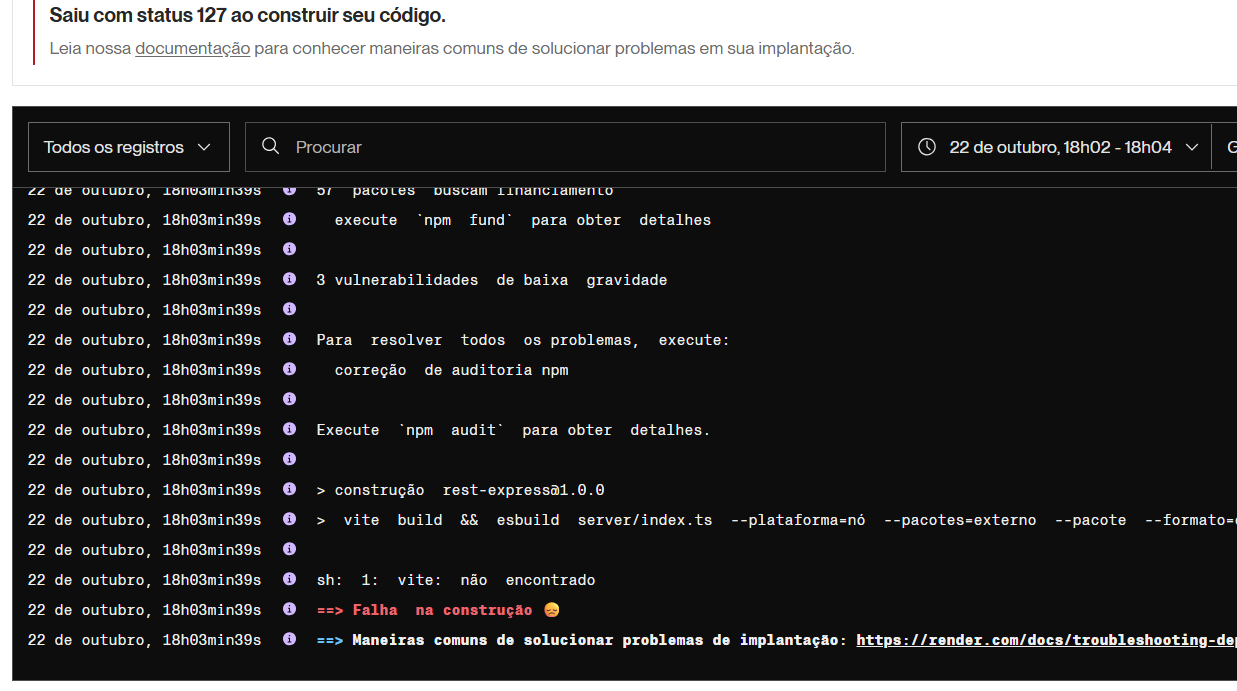 Saiu com status 127 ao construir seu código.
Leia nossa documentação para conhecer maneiras comuns de solucionar problemas em sua implantação.
Todos os registros
Procurar
22 de outubro, 18h02 - 18h04
22 de outubro, 18h03min39s 57 pacotes buscam financiamento
22 de outubro, 18h03min39s execute `npm fund` para obter detalhes
22 de outubro, 18h03min39s
22 de outubro, 18h03min39s 3 vulnerabilidades de baixa gravidade
22 de outubro, 18h03min39s
22 de outubro, 18h03min39s Para resolver todos os problemas, execute:
22 de outubro, 18h03min39s correção de auditoria npm
22 de outubro, 18h03min39s
22 de outubro, 18h03min39s Execute `npm audit` para obter detalhes.
22 de outubro, 18h03min39s
22 de outubro, 18h03min39s > construção rest-express@1.0.0
22 de outubro, 18h03min39s > vite build && esbuild server/index.ts --plataforma=nó --pacotes=externo --pacote --formato=
22 de outubro, 18h03min39s
22 de outubro, 18h03min39s sh: 1: vite: não encontrado
22 de outubro, 18h03min39s ==> Falha na construção 😞
22 de outubro, 18h03min39s ==> Maneiras comuns de solucionar problemas de implantação: https://render.com/docs/troubleshooting-dep